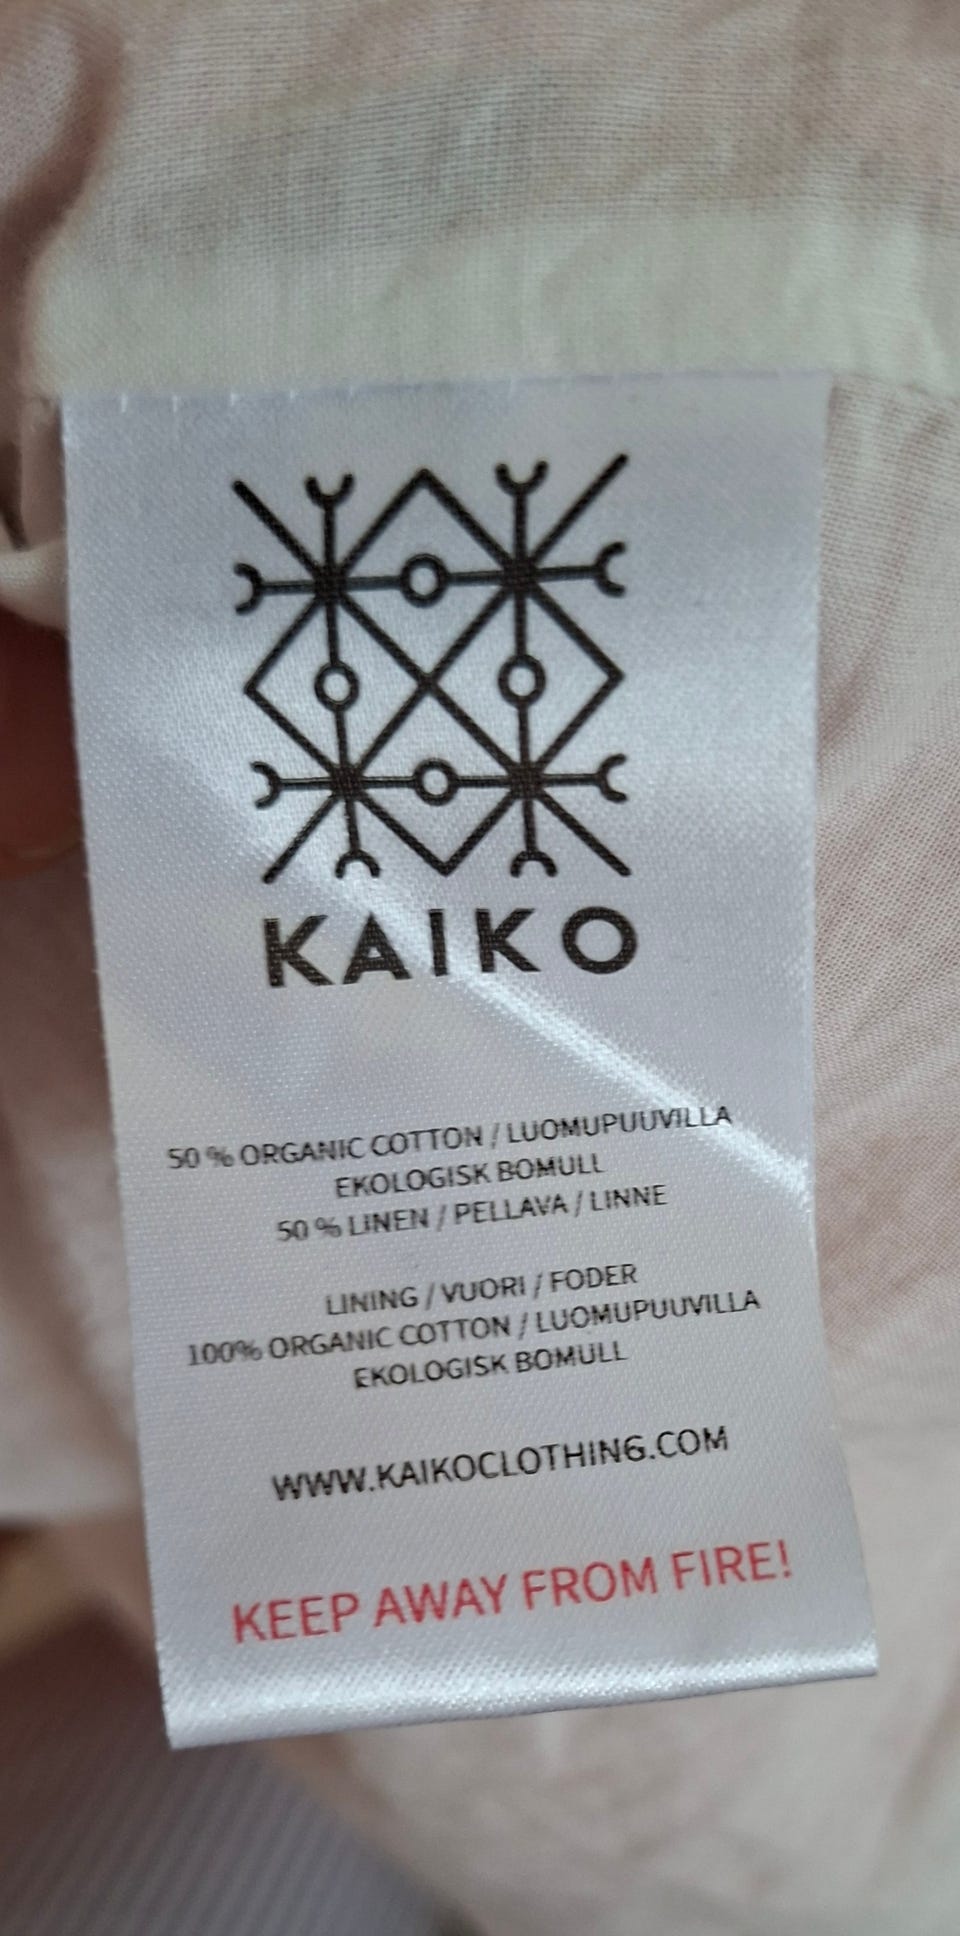 KAIKO
50 % ORGANIC COTTON / LUOMUPUUVILLA
EKOLOGISK BOMULL
50 % LINEN / PELLAVA / LINNE
LINING / VUORI / FODER
100% ORGANIC COTTON / LUOMUPUUVILLA
EKOLOGISK BOMULL
WWW.KAIKOCLOTHING.COM
KEEP AWAY FROM FIRE!